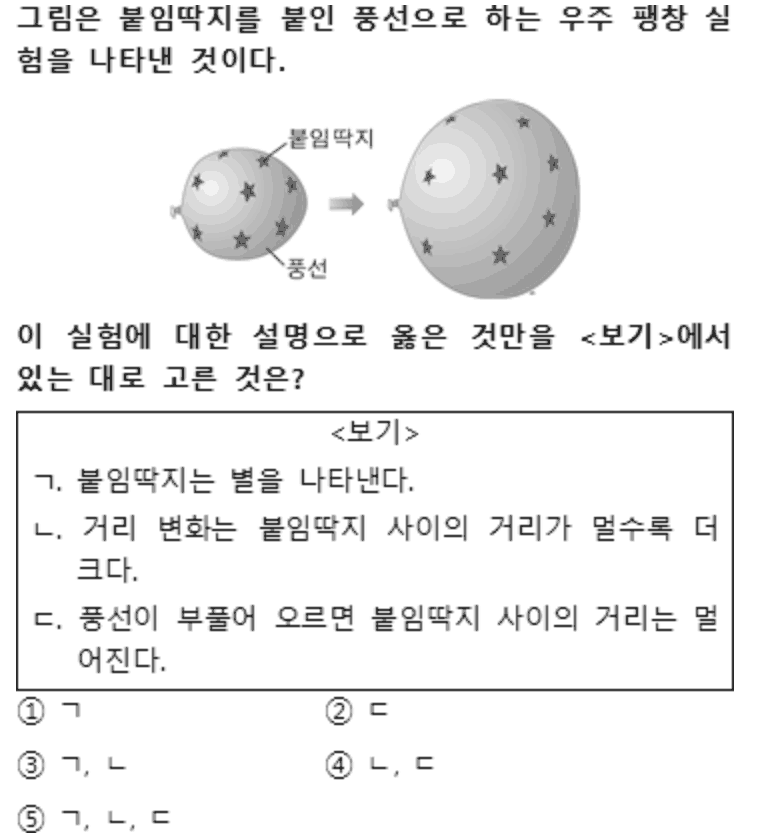 그림은 붙임딱지를 붙인 풍선으로 하는 우주 팽창 실
험을 나타낸 것이다.
붙임딱지
풍선
이 실험에 대한 설명으로 옳은 것만을 <보기>에서
있는 대로 고른 것은?
<보기>
ㄱ. 붙임딱지는 별을 나타낸다.
ㄴ. 거리 변화는 붙임딱지 사이의 거리가 멀수록 더
크다.
ㄷ. 풍선이 부풀어 오르면 붙임딱지 사이의 거리는 멀
어진다.
① ㄱ ② ㄷ
③ ㄱ, ㄴ ④ ㄴ, ㄷ
⑤ ㄱ, ㄴ, ㄷ